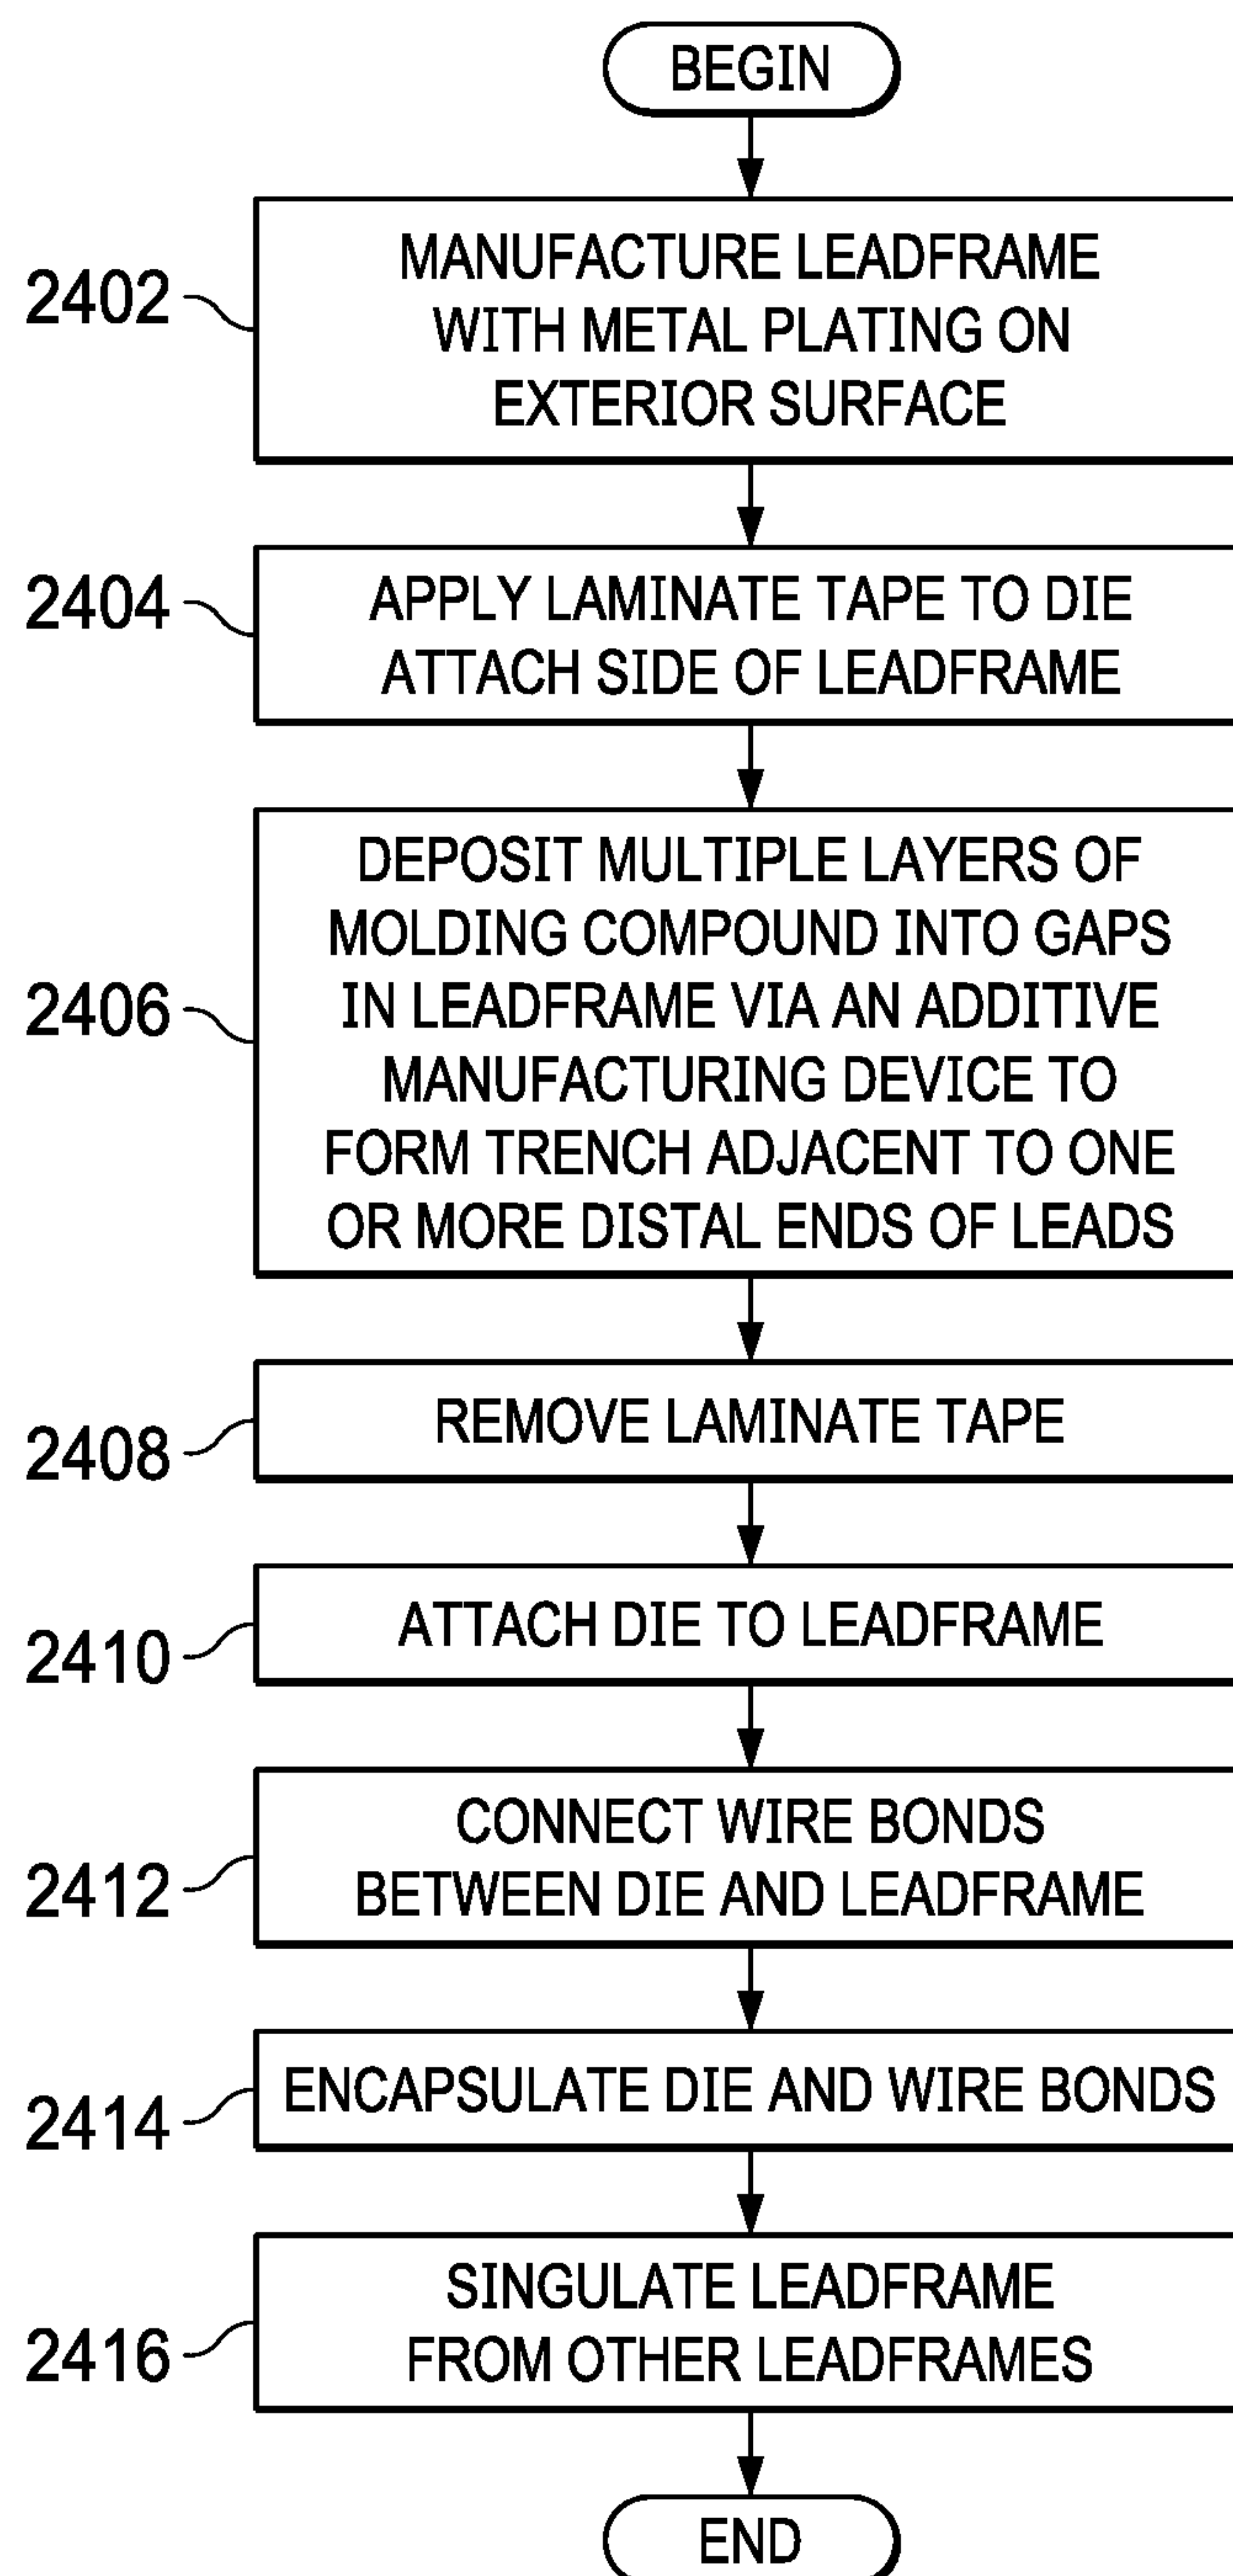 BEGIN
2402
MANUFACTURE LEADFRAME
WITH METAL PLATING ON
EXTERIOR SURFACE
2404
APPLY LAMINATE TAPE TO DIE
ATTACH SIDE OF LEADFRAME
2406
DEPOSIT MULTIPLE LAYERS OF
MOLDING COMPOUND INTO GAPS
IN LEADFRAME VIA AN ADDITIVE
MANUFACTURING DEVICE TO
FORM TRENCH ADJACENT TO ONE
OR MORE DISTAL ENDS OF LEADS
2408
REMOVE LAMINATE TAPE
2410
ATTACH DIE TO LEADFRAME
2412
CONNECT WIRE BONDS
BETWEEN DIE AND LEADFRAME
2414
ENCAPSULATE DIE AND WIRE BONDS
2416
SINGULATE LEADFRAME
FROM OTHER LEADFRAMES
END